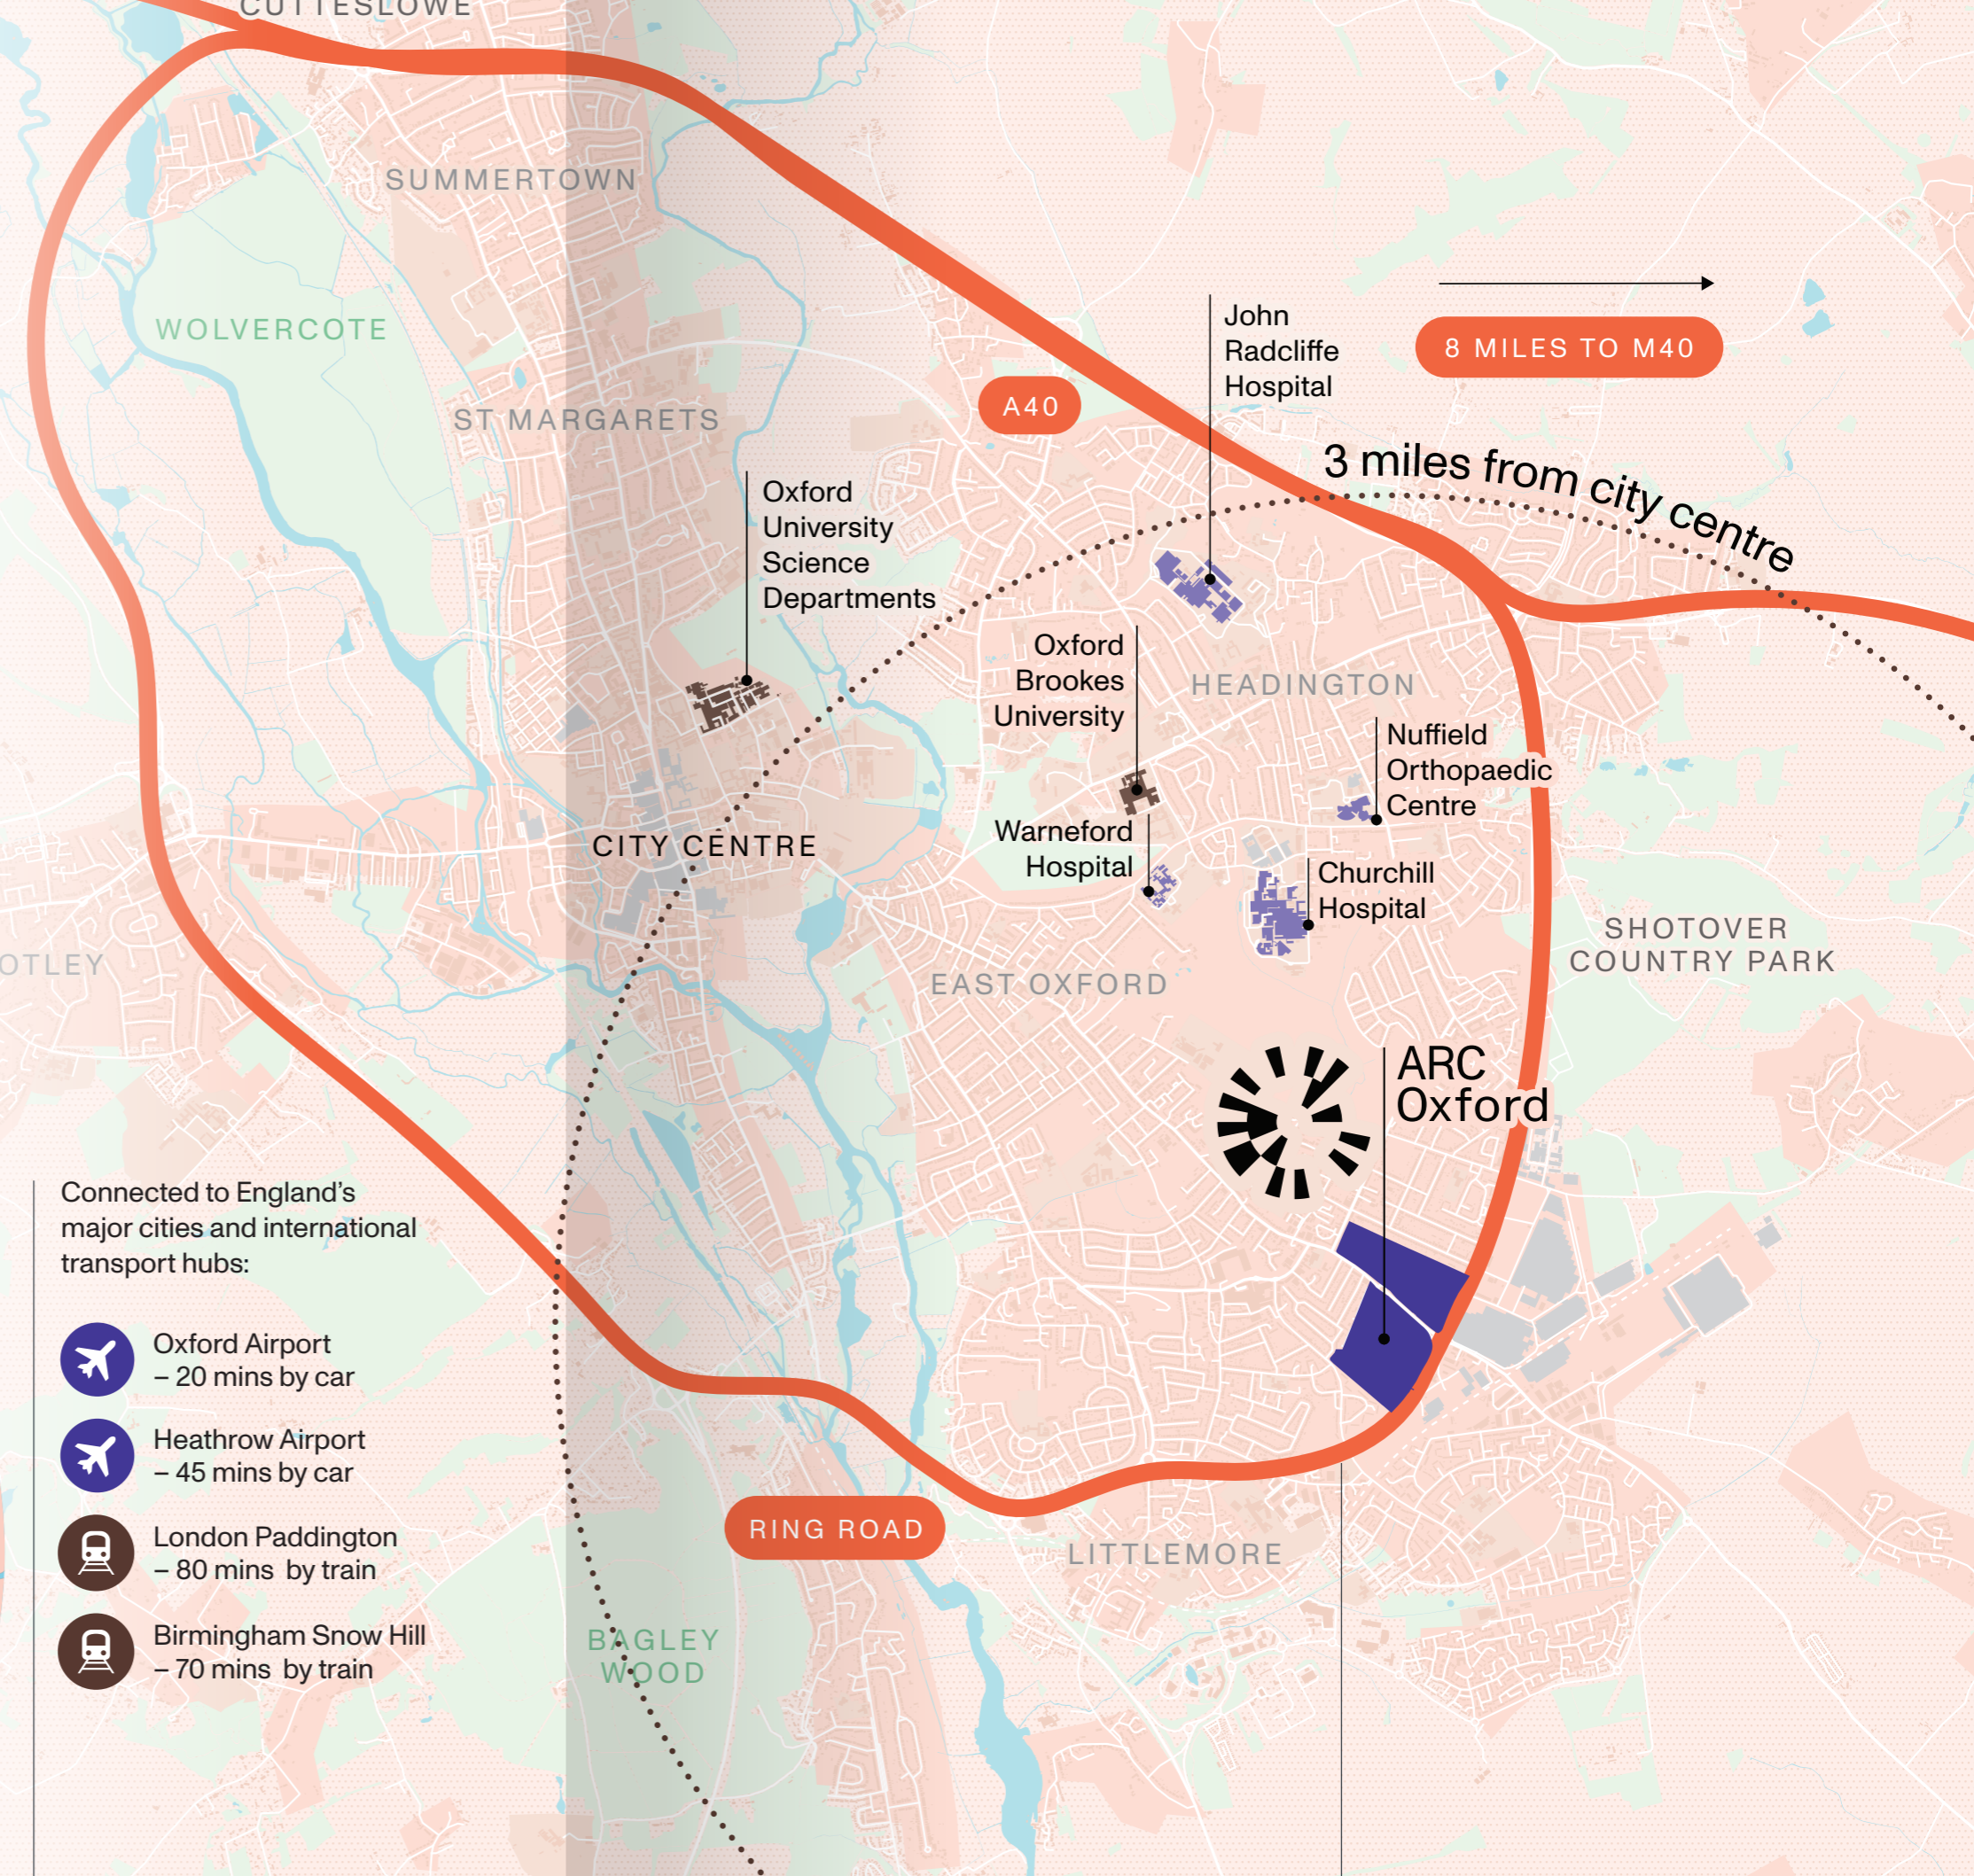 CUTTESLOWE
SUMMERTOWN
WOLVERCOTE
ST MARGARETS
A40
John
Radcliffe
Hospital
8 MILES TO M40
3 miles from city centre
Oxford
University
Science
Departments
Oxford
Brookes
University
HEADINGTON
Nuffield
Orthopaedic
Centre
CITY CENTRE
Warneford
Hospital
Churchill
Hospital
SHOTOVER
COUNTRY PARK
OTLEY
EAST OXFORD
ARC
Oxford
Connected to England’s
major cities and international
transport hubs:
Oxford Airport
– 20 mins by car
Heathrow Airport
– 45 mins by car
London Paddington
– 80 mins by train
Birmingham Snow Hill
– 70 mins by train
RING ROAD
LITTLEMORE
BAGLEY
WOOD